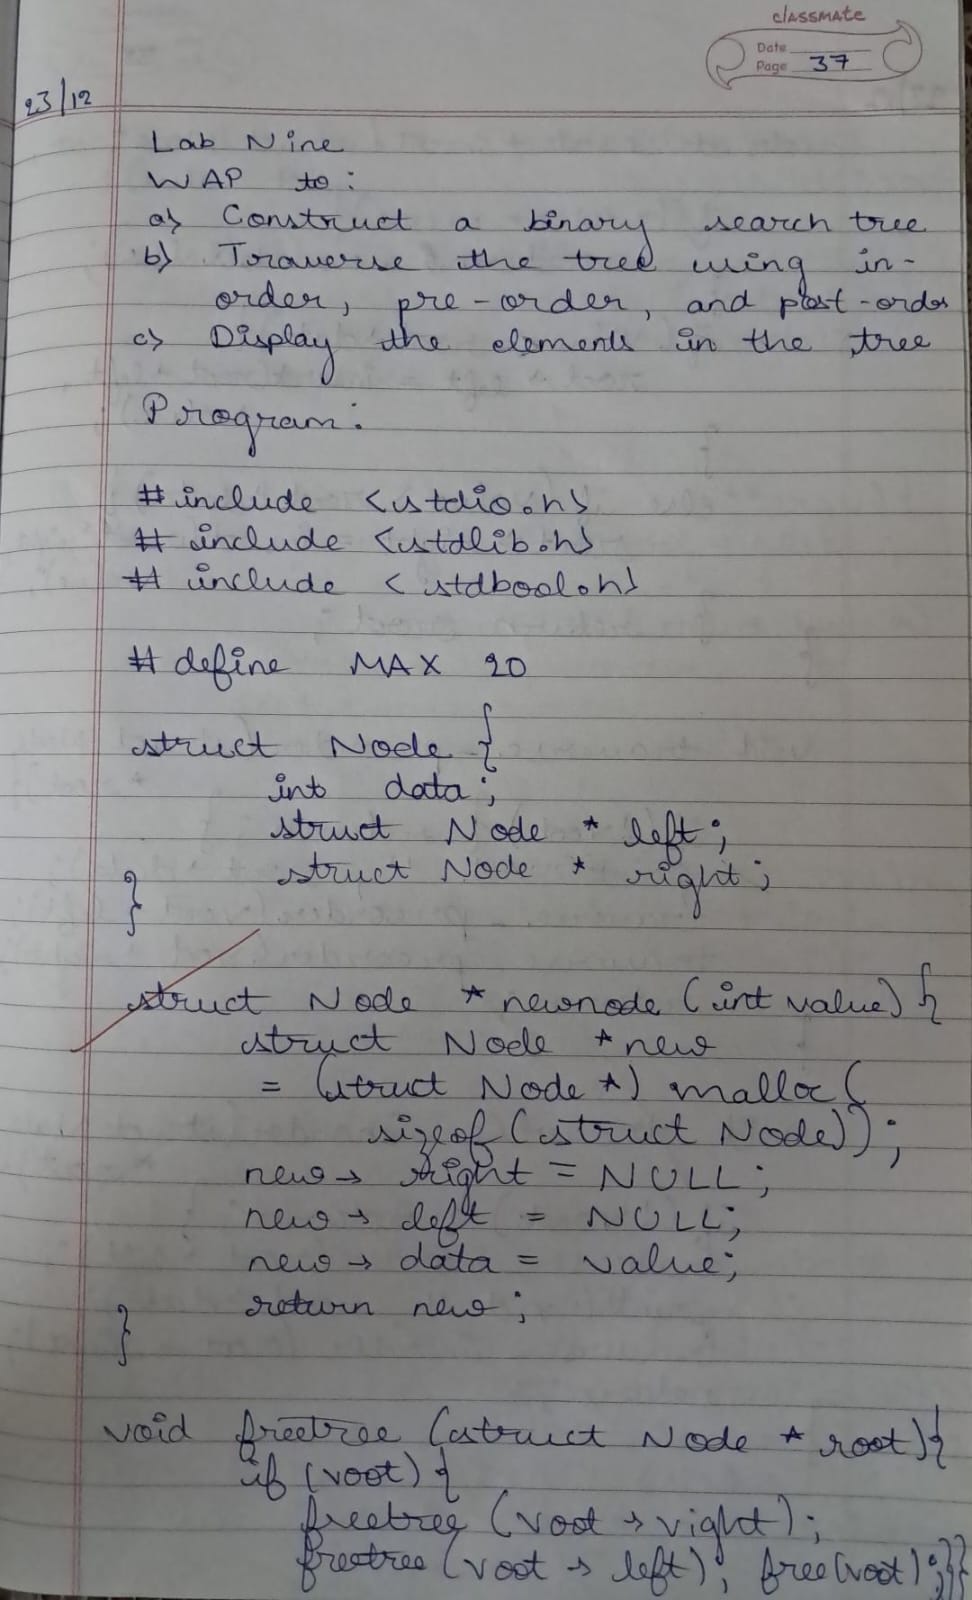 classmate
Date
Page 37
23/12
Lab Nine
WAP to:
a) Construct a binary search tree
b) Traverse the tree using in-
order, pre-order, and post-order
c) Display the elements in the tree
Program:
# include <stdio.h>
# include <stdlib.h>
# include <stdbool.h>
# define MAX 20
struct Node {
int data;
struct Node * left;
struct Node * right;
}
struct Node * newnode (int value) {
struct Node *new
= (struct Node *) malloc(
sizeof(struct Node));
new → right = NULL;
new → left = NULL;
new → data = value;
return new;
}
void freetree (struct Node * root){
if (root) {
freetree (root → right);
freetree (root → left); free(root);}}